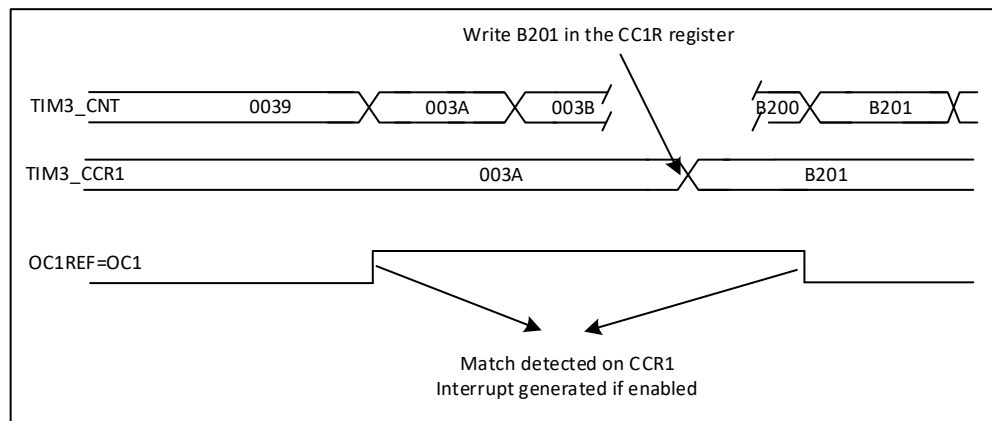 Write B201 in the CC1R register
TIM3_CNT 0039 003A 003B B200 B201
TIM3_CCR1 003A B201
OC1REF=OC1
Match detected on CCR1
Interrupt generated if enabled